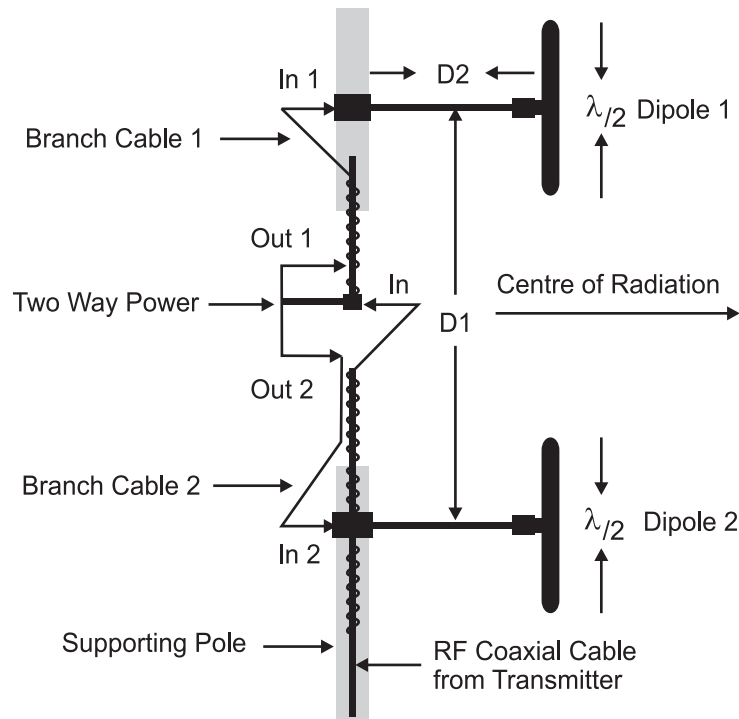 D2
In 1
λ/2 Dipole 1
Branch Cable 1
Out 1
In
Centre of Radiation
Two Way Power
D1
Out 2
Branch Cable 2
λ/2 Dipole 2
In 2
Supporting Pole
RF Coaxial Cable
from Transmitter